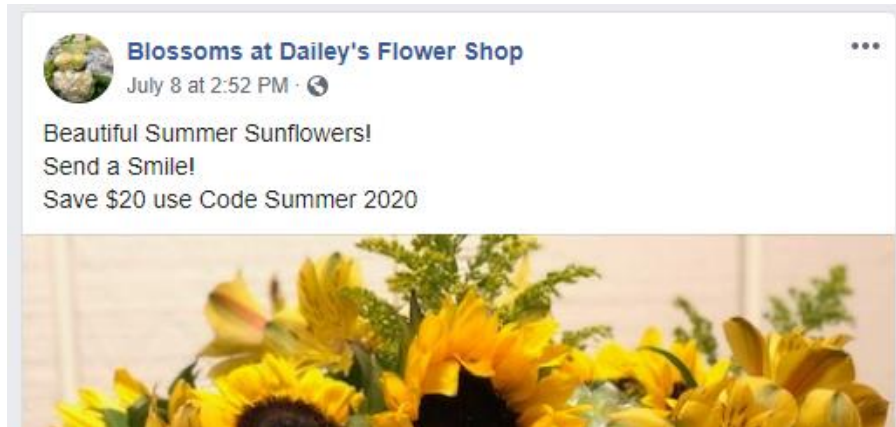 Blossoms at Dailey's Flower Shop
July 8 at 2:52 PM ·
Beautiful Summer Sunflowers!
Send a Smile!
Save $20 use Code Summer 2020